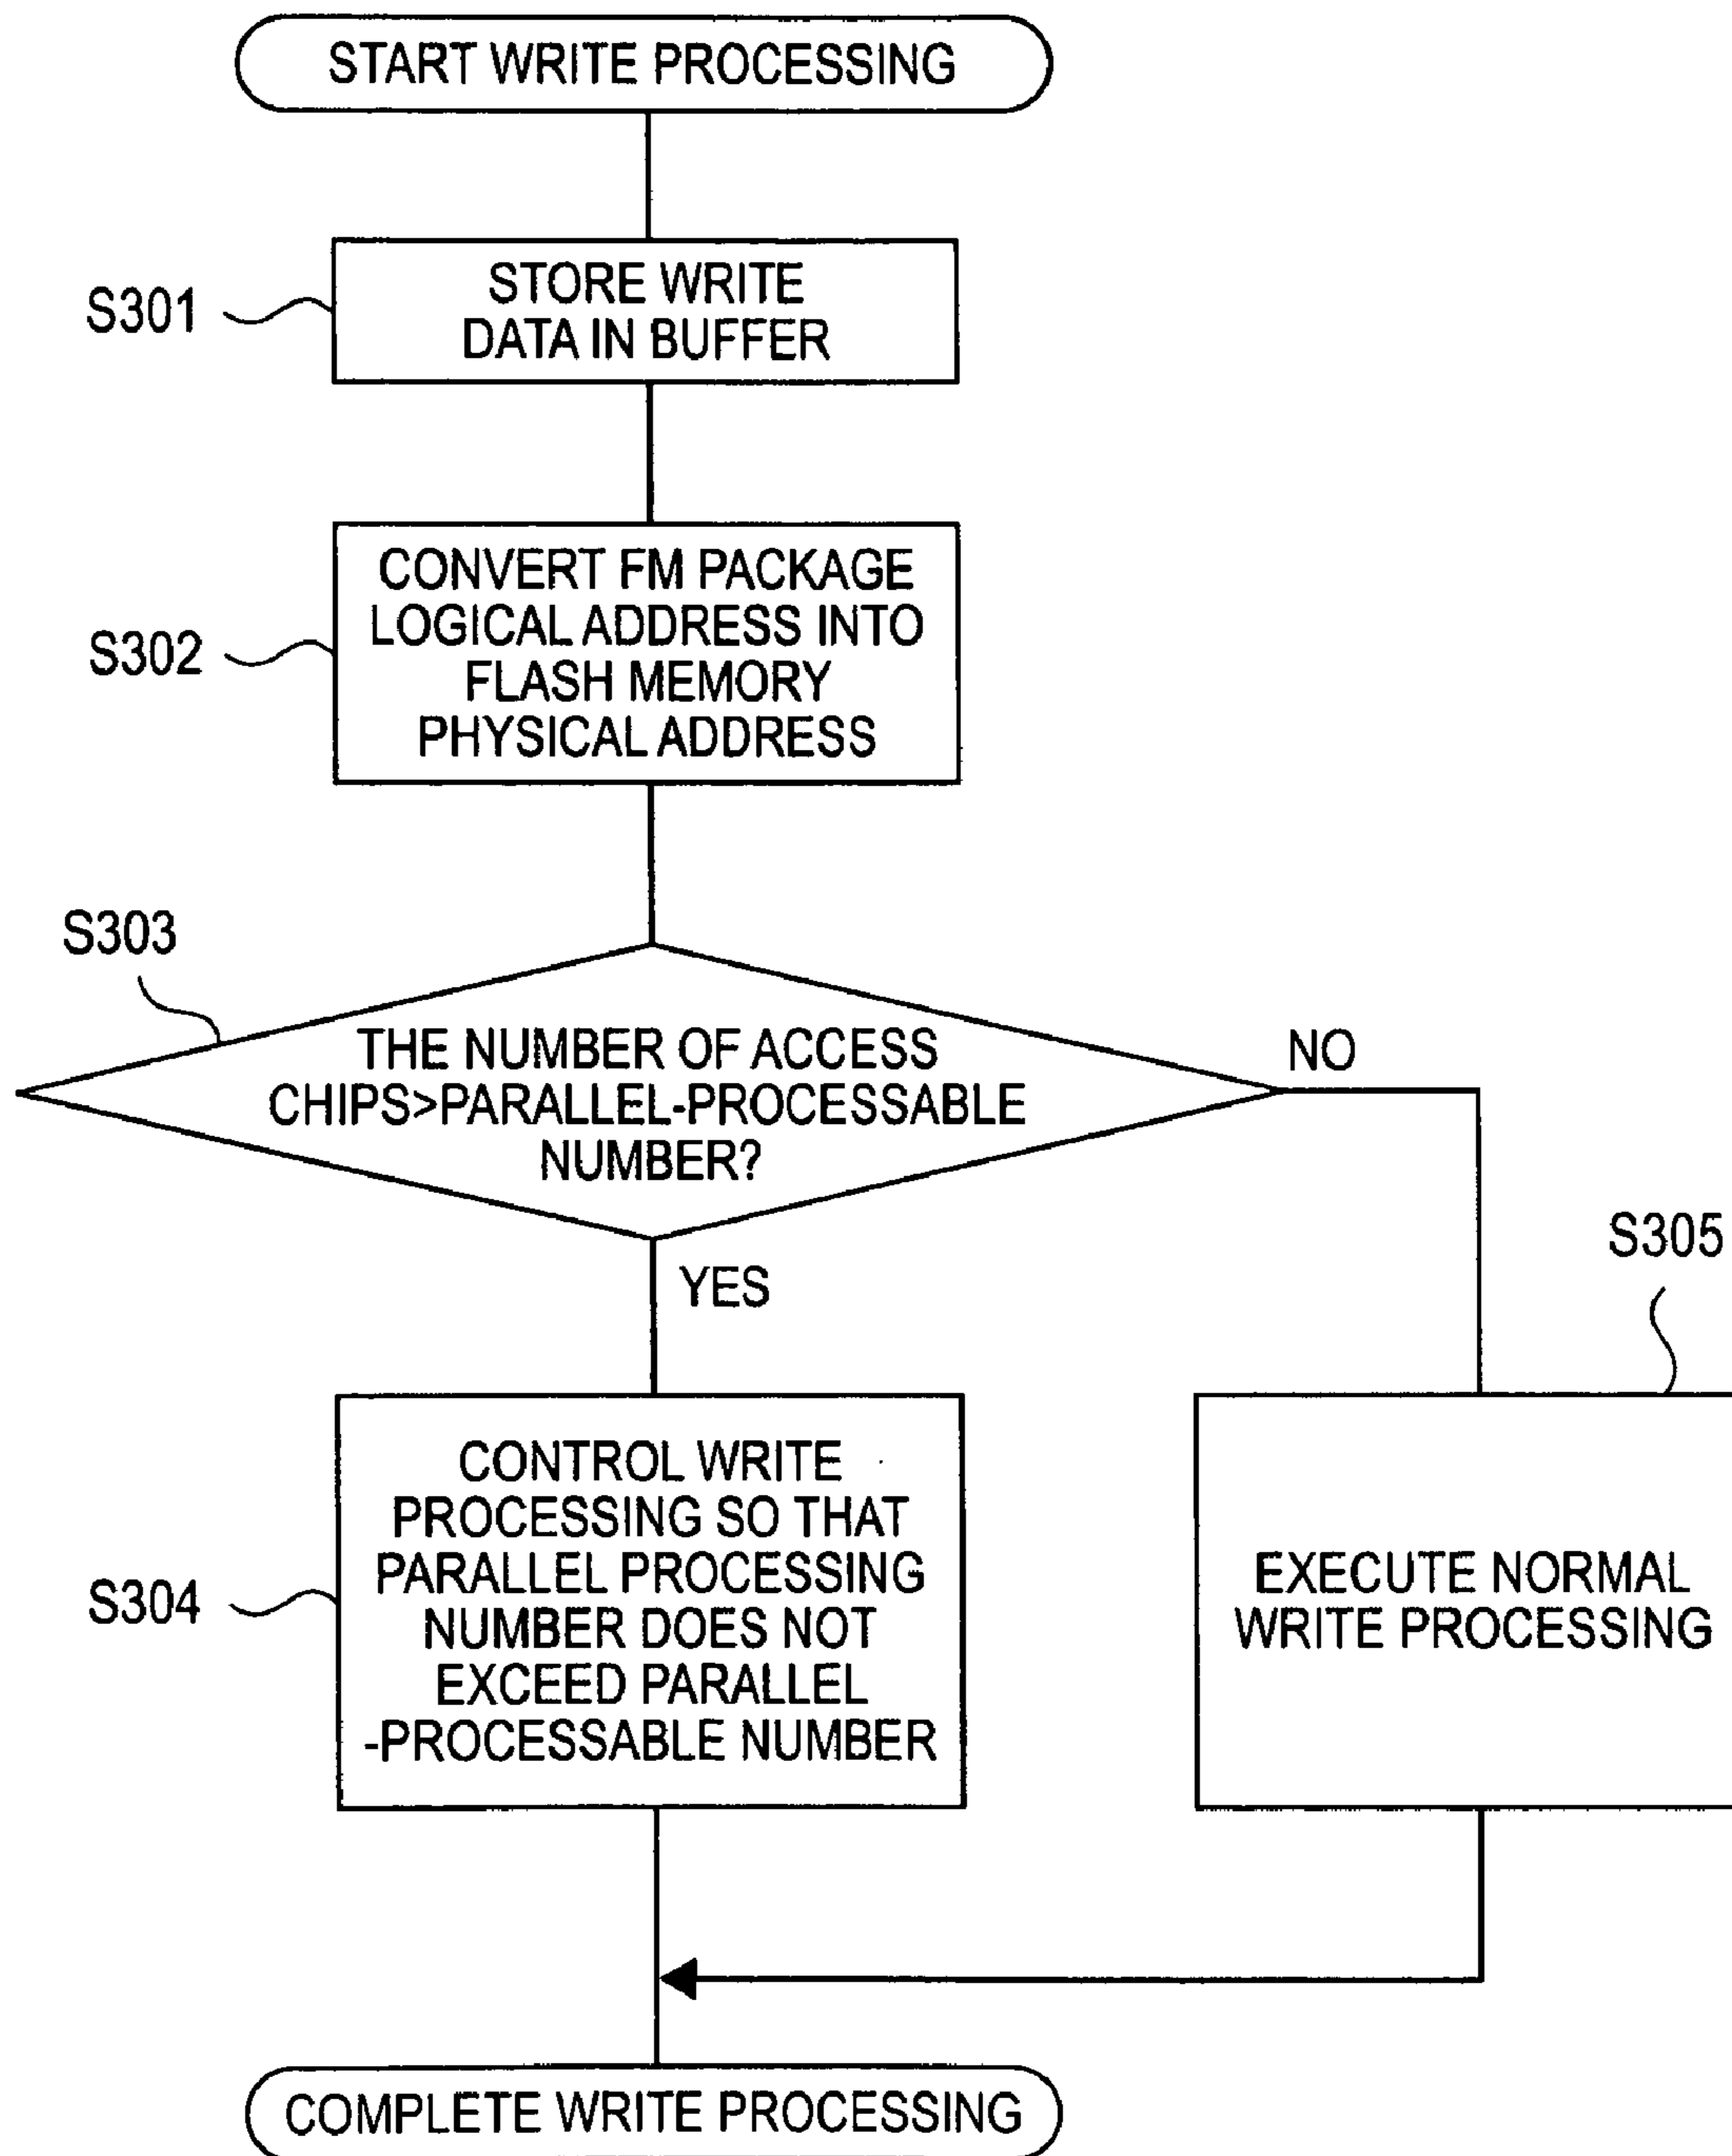 START WRITE PROCESSING
S301
STORE WRITE
DATA IN BUFFER
S302
CONVERT FM PACKAGE
LOGICAL ADDRESS INTO
FLASH MEMORY
PHYSICAL ADDRESS
S303
THE NUMBER OF ACCESS
CHIPS>PARALLEL-PROCESSABLE
NUMBER?
NO
YES
S304
CONTROL WRITE
PROCESSING SO THAT
PARALLEL PROCESSING
NUMBER DOES NOT
EXCEED PARALLEL
-PROCESSABLE NUMBER
S305
EXECUTE NORMAL
WRITE PROCESSING
COMPLETE WRITE PROCESSING